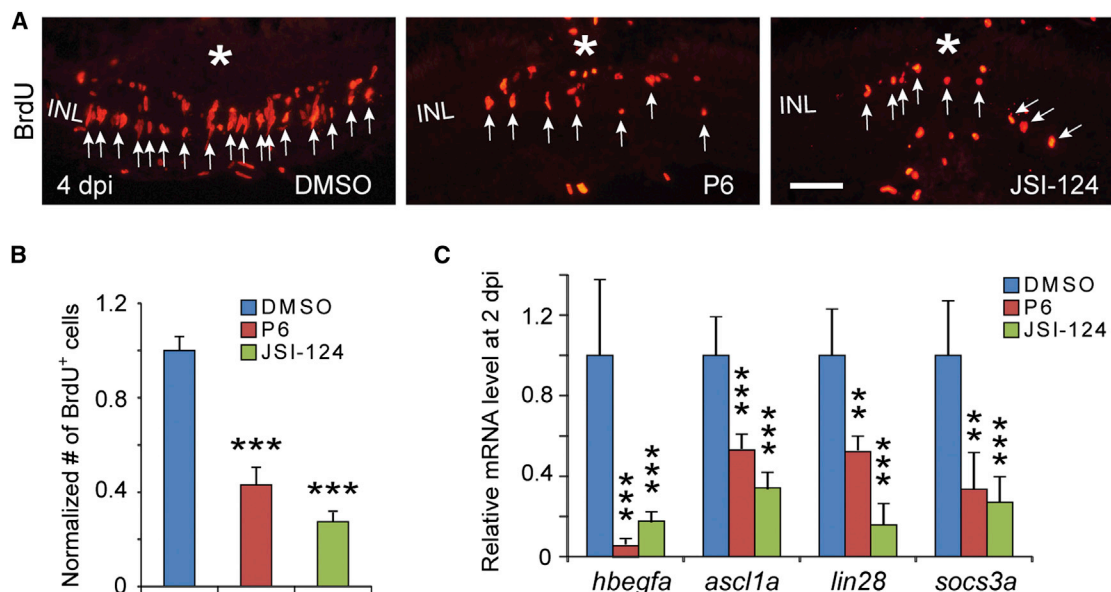 A
BrdU
*
INL
4 dpi
DMSO
*
INL
P6
*
INL
JSI-124
B
Normalized # of BrdU+ cells
1.2
0.8
0.4
0
DMSO
P6
JSI-124
***
***
C
Relative mRNA level at 2 dpi
1.2
0.8
0.4
0
DMSO
P6
JSI-124
***
***
***
***
**
***
**
***
hbegfa
ascl1a
lin28
socs3a